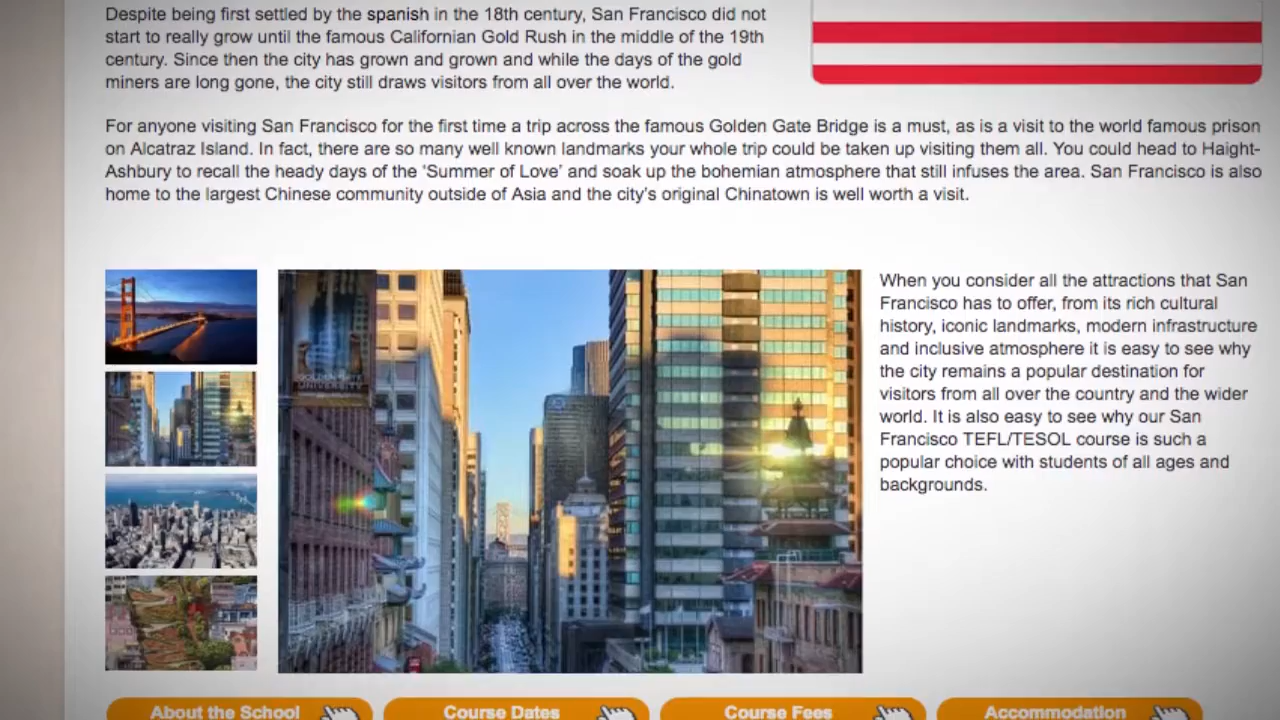 Despite being first settled by the spanish in the 18th century, San Francisco did not
start to really grow until the famous Californian Gold Rush in the middle of the 19th
century. Since then the city has grown and grown and while the days of the gold
miners are long gone, the city still draws visitors from all over the world.
For anyone visiting San Francisco for the first time a trip across the famous Golden Gate Bridge is a must, as is a visit to the world famous prison
on Alcatraz Island. In fact, there are so many well known landmarks your whole trip could be taken up visiting them all. You could head to Haight-
Ashbury to recall the heady days of the ‘Summer of Love’ and soak up the bohemian atmosphere that still infuses the area. San Francisco is also
home to the largest Chinese community outside of Asia and the city’s original Chinatown is well worth a visit.
GOLDEN GATE
UNIVERSITY
When you consider all the attractions that San
Francisco has to offer, from its rich cultural
history, iconic landmarks, modern infrastructure
and inclusive atmosphere it is easy to see why
the city remains a popular destination for
visitors from all over the country and the wider
world. It is also easy to see why our San
Francisco TEFL/TESOL course is such a
popular choice with students of all ages and
backgrounds.
About the School
Course Dates
Course Fees
Accommodation